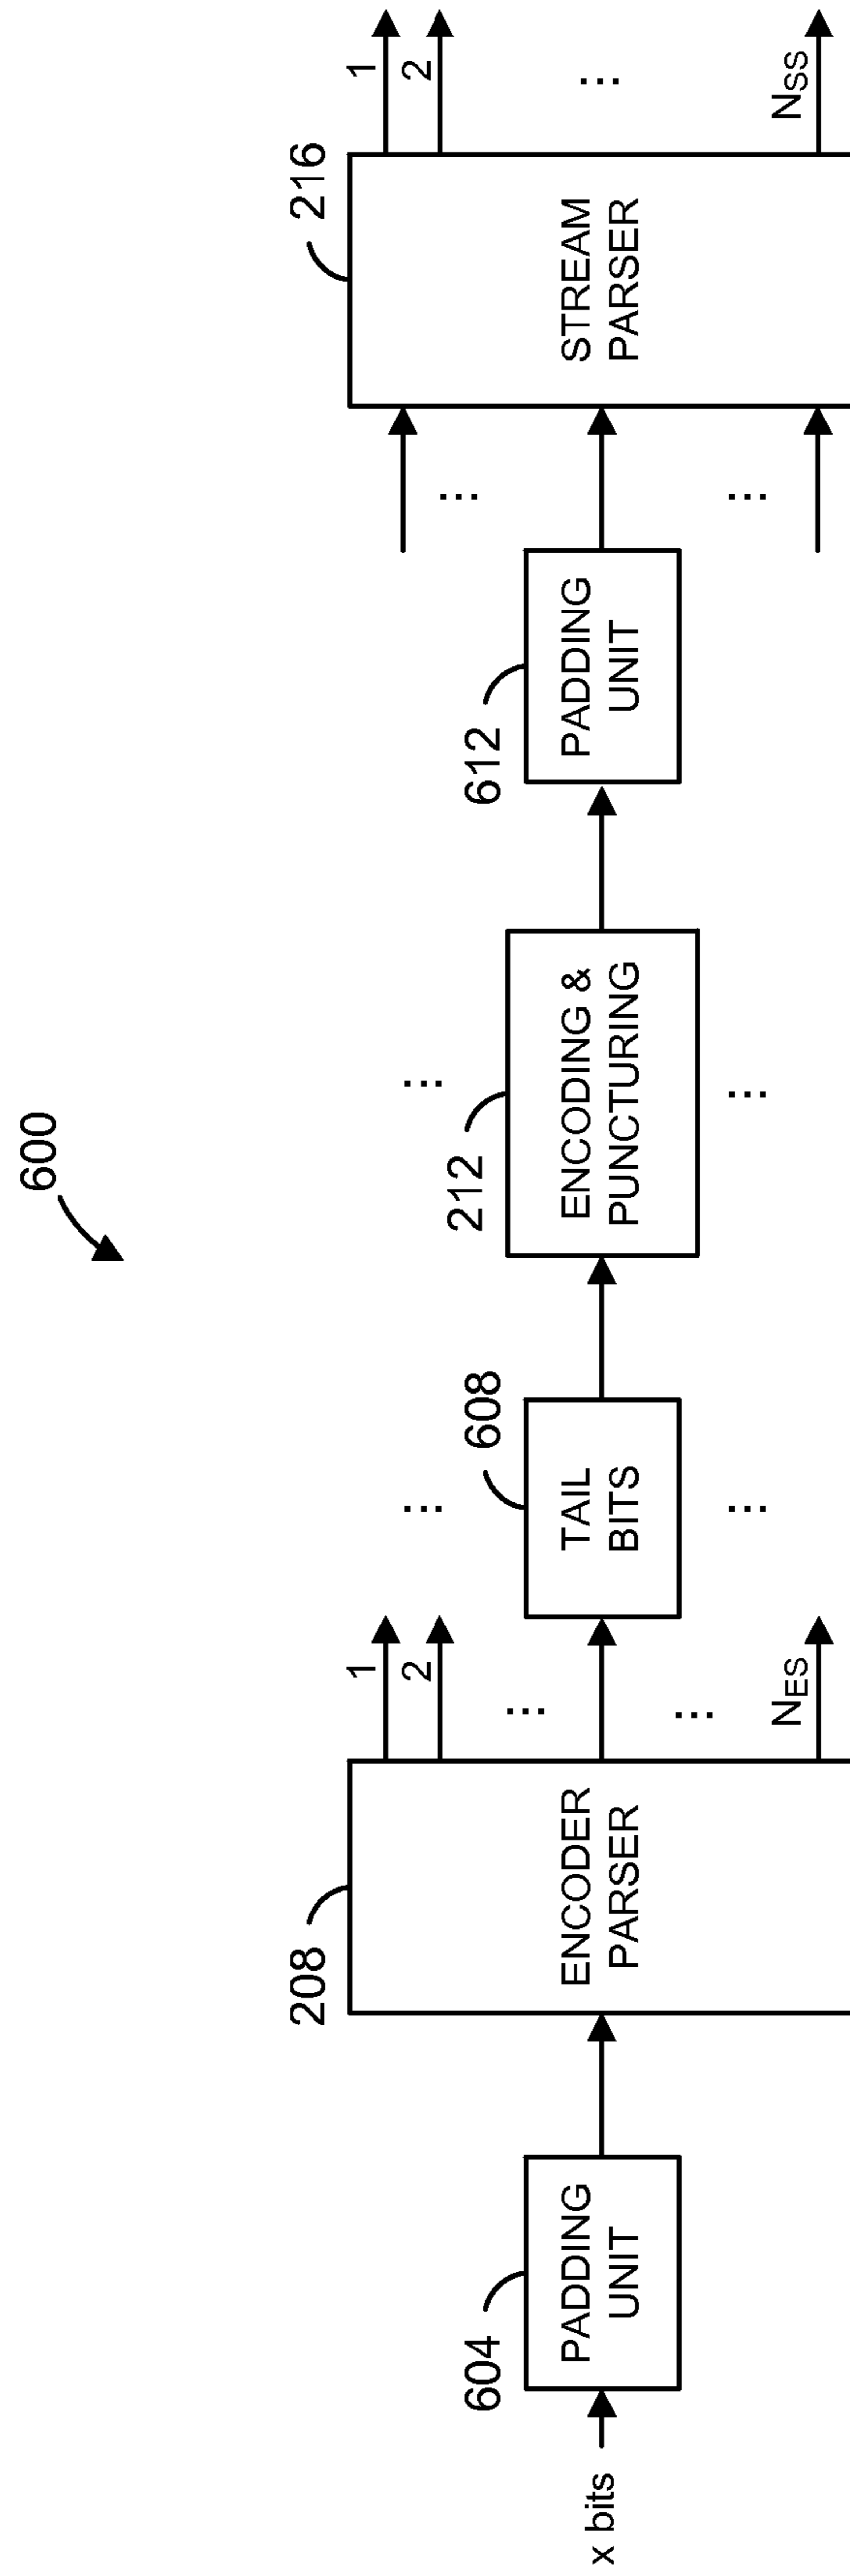 600
x bits
604
PADDING
UNIT
208
ENCODER
PARSER
1
2
...
...
N_ES
608
TAIL
BITS
...
...
212
ENCODING &
PUNCTURING
...
...
612
PADDING
UNIT
...
...
216
STREAM
PARSER
1
2
...
N_SS